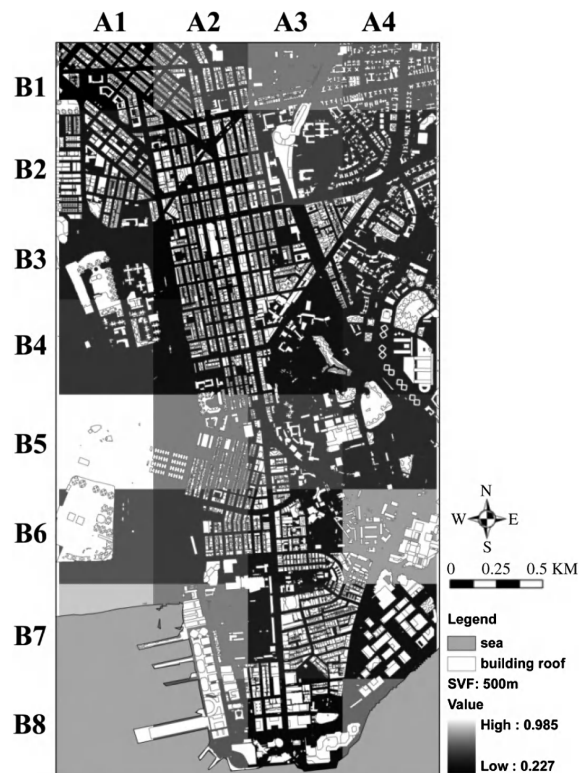 A1 A2 A3 A4
B1
B2
B3
B4
B5
B6
B7
B8
N
W E
S
0 0.25 0.5 KM
Legend
sea
building roof
SVF: 500m
Value
High : 0.985
Low : 0.227